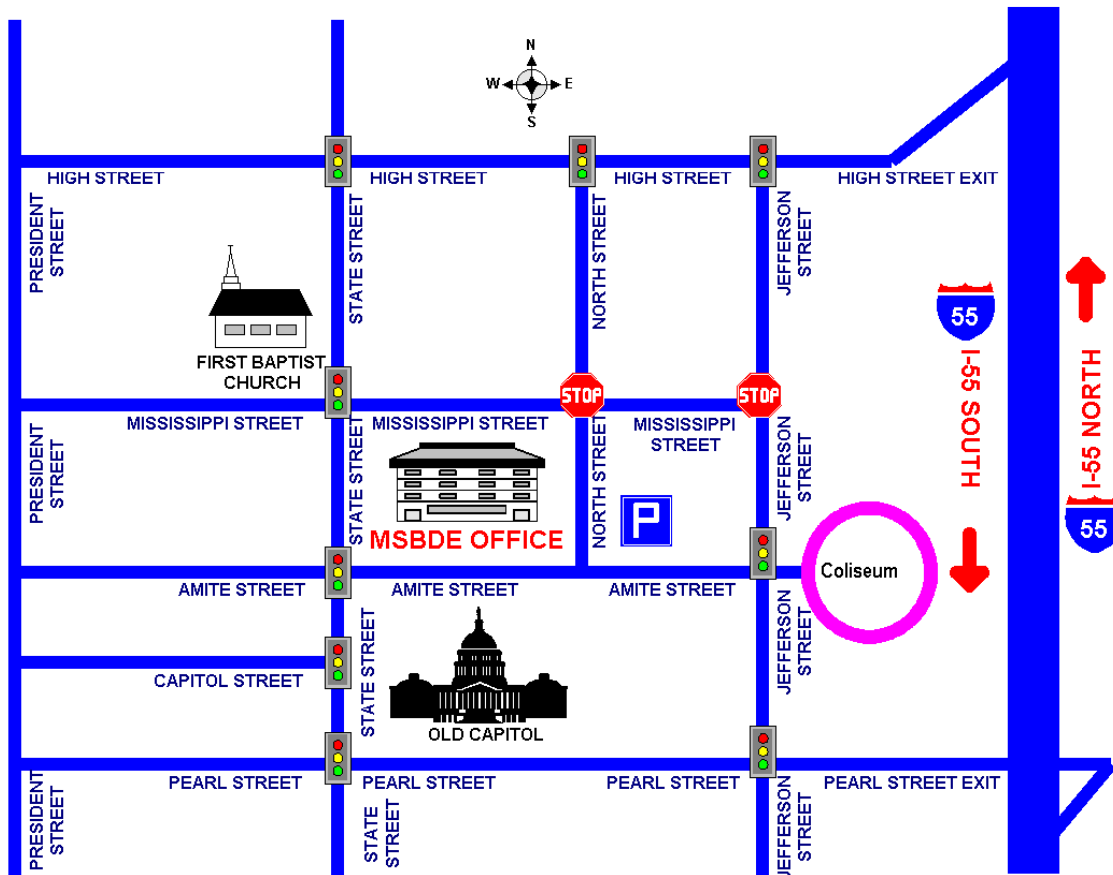 N
W E
S
HIGH STREET
HIGH STREET
HIGH STREET
HIGH STREET EXIT
PRESIDENT
STREET
STATE STREET
NORTH STREET
JEFFERSON
STREET
55
I-55 SOUTH
I-55 NORTH
55
FIRST BAPTIST
CHURCH
STOP
STOP
MISSISSIPPI STREET
MISSISSIPPI STREET
MISSISSIPPI
STREET
PRESIDENT
STREET
STATE STREET
NORTH STREET
JEFFERSON
STREET
P
MSBDE OFFICE
Coliseum
AMITE STREET
AMITE STREET
AMITE STREET
STATE STREET
JEFFERSON
STREET
CAPITOL STREET
OLD CAPITOL
PEARL STREET
PEARL STREET
PEARL STREET
PEARL STREET EXIT
PRESIDENT
STREET
STATE
STREET
JEFFERSON
STREET